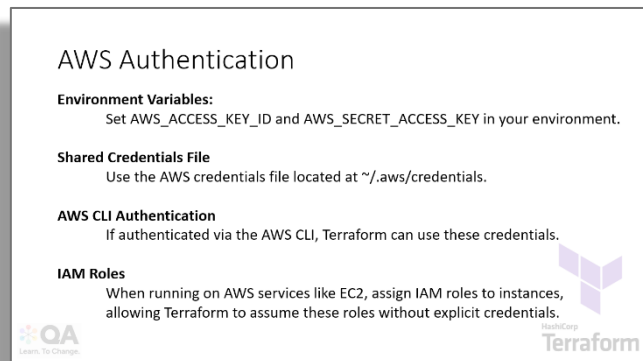 AWS Authentication
Environment Variables:
Set AWS_ACCESS_KEY_ID and AWS_SECRET_ACCESS_KEY in your environment.
Shared Credentials File
Use the AWS credentials file located at ~/.aws/credentials.
AWS CLI Authentication
If authenticated via the AWS CLI, Terraform can use these credentials.
IAM Roles
When running on AWS services like EC2, assign IAM roles to instances,
allowing Terraform to assume these roles without explicit credentials.
QA
Learn. To Change.
HashiCorp
Terraform